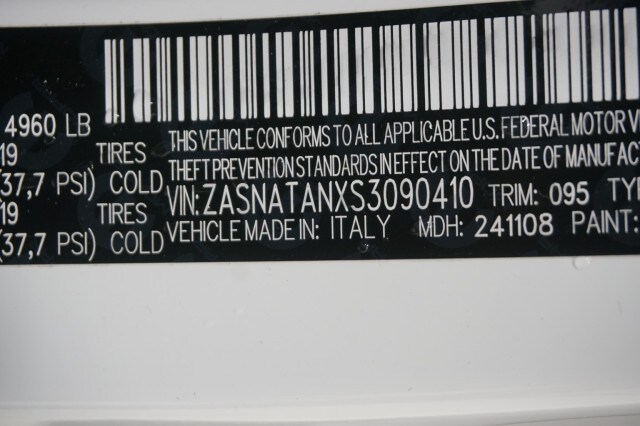 4960 LB
THIS VEHICLE CONFORMS TO ALL APPLICABLE U.S. FEDERAL MOTOR V
19 TIRES
THEFT PREVENTION STANDARDS IN EFFECT ON THE DATE OF MANUFAC
(37,7 PSI) COLD
VIN:ZASNATANXS3090410 TRIM: 095 TYP
19 TIRES
VEHICLE MADE IN: ITALY MDH: 241108 PAINT:
(37,7 PSI) COLD